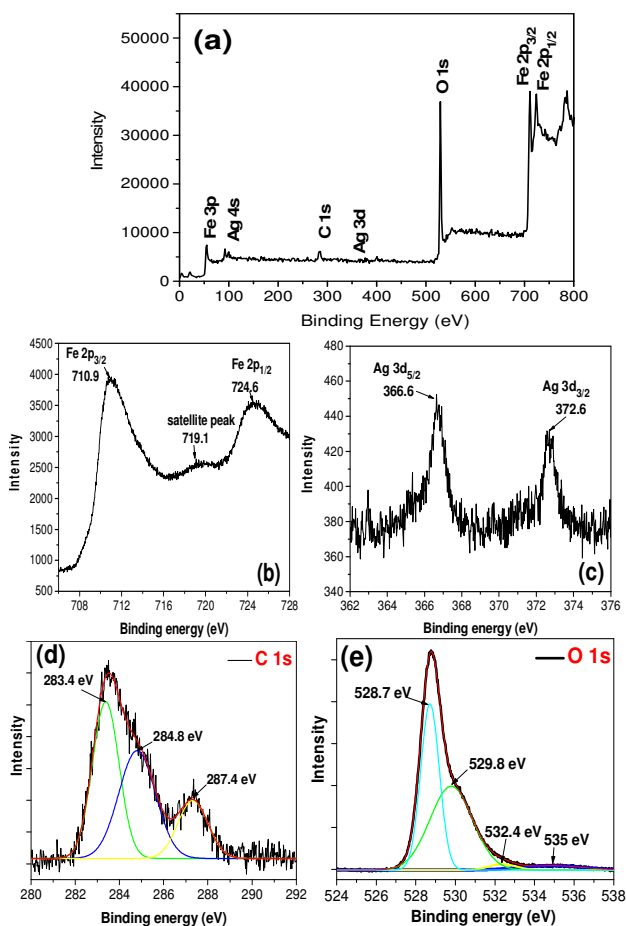 (a)
50000
40000
30000
20000
10000
0
Intensity
Fe 3p
Ag 4s
C 1s
Ag 3d
O 1s
Fe 2p3/2
Fe 2p1/2
0 100 200 300 400 500 600 700 800
Binding Energy (eV)
4500
4000
3500
3000
2500
2000
1500
1000
500
Intensity
Fe 2p3/2
710.9
satellite peak
719.1
Fe 2p1/2
724.6
(b)
708 712 716 720 724 728
Binding energy (eV)
480
460
440
420
400
380
360
340
Intensity
Ag 3d5/2
366.6
Ag 3d3/2
372.6
(c)
362 364 366 368 370 372 374 376
Binding energy (eV)
(d)
C 1s
283.4 eV
284.8 eV
287.4 eV
Intensity
280 282 284 286 288 290 292
Binding energy (eV)
(e)
O 1s
528.7 eV
529.8 eV
532.4 eV
535 eV
Intensity
524 526 528 530 532 534 536 538
Binding energy (eV)